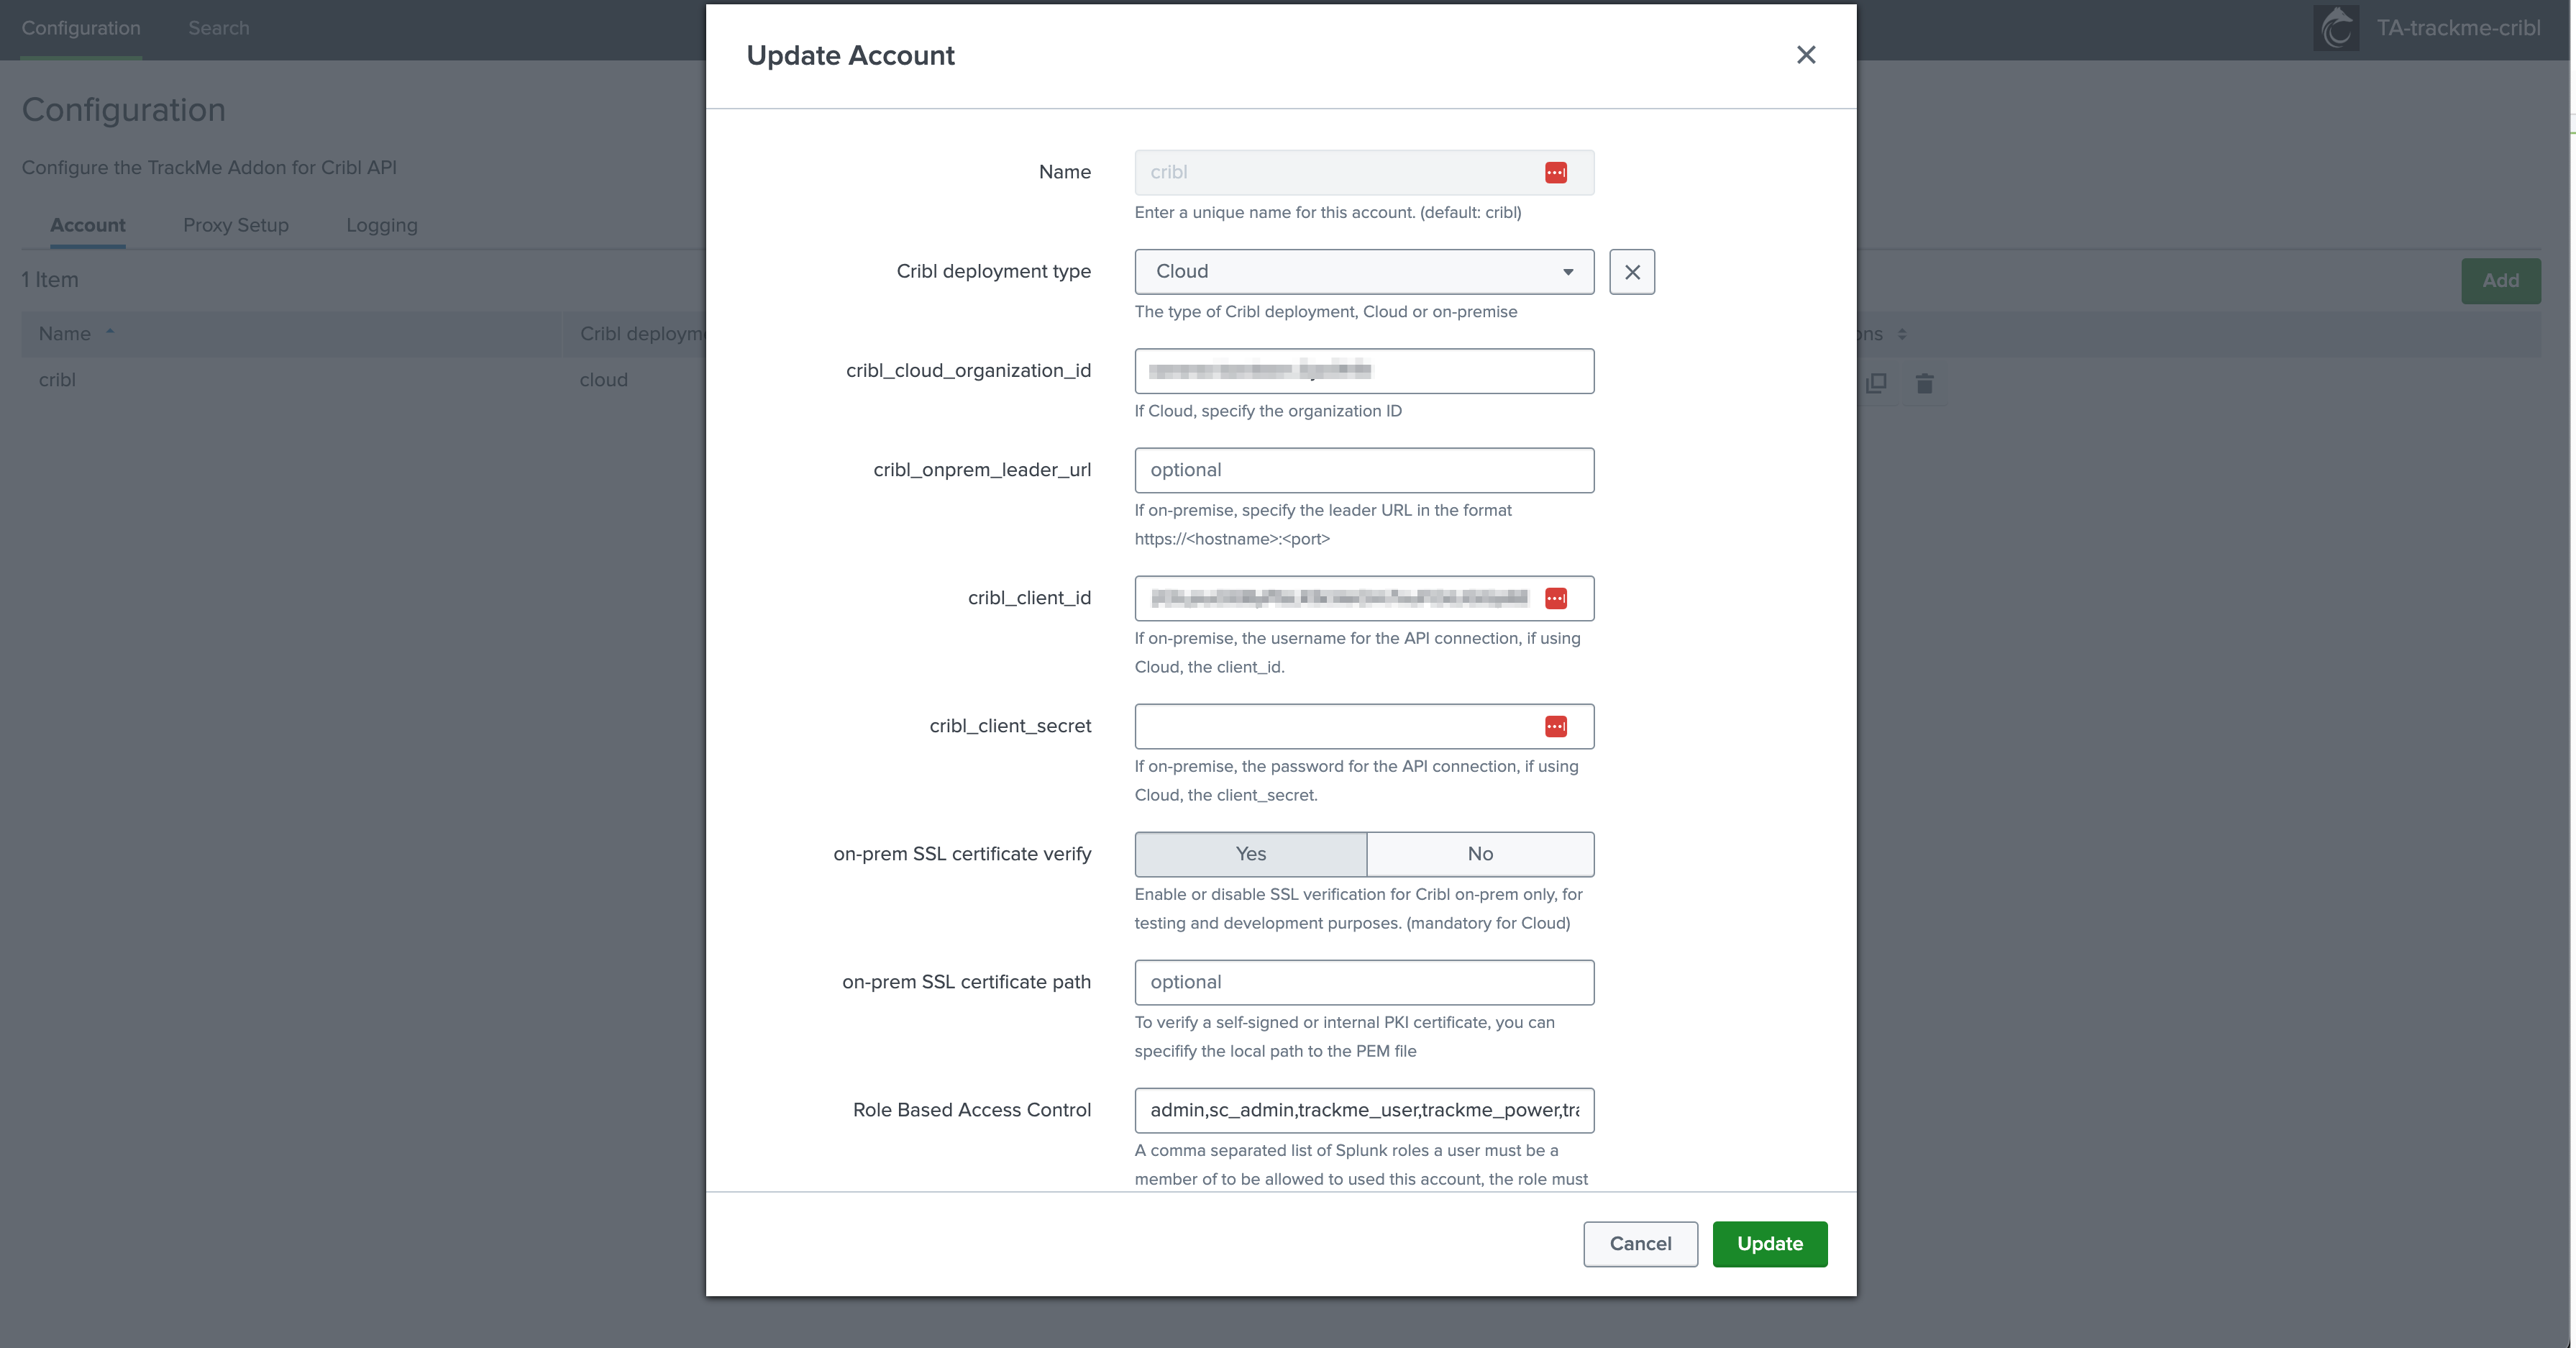 Configuration
Search
TA-trackme-cribl
Configuration
Configure the TrackMe Addon for Cribl API
Account
Proxy Setup
Logging
1 Item
Add
Name
Cribl deploym
ons
cribl
cloud
Update Account
Name
cribl
Enter a unique name for this account. (default: cribl)
Cribl deployment type
Cloud
The type of Cribl deployment, Cloud or on-premise
cribl_cloud_organization_id
If Cloud, specify the organization ID
cribl_onprem_leader_url
optional
If on-premise, specify the leader URL in the format
https://<hostname>:<port>
cribl_client_id
If on-premise, the username for the API connection, if using
Cloud, the client_id.
cribl_client_secret
If on-premise, the password for the API connection, if using
Cloud, the client_secret.
on-prem SSL certificate verify
Yes
No
Enable or disable SSL verification for Cribl on-prem only, for
testing and development purposes. (mandatory for Cloud)
on-prem SSL certificate path
optional
To verify a self-signed or internal PKI certificate, you can
specifify the local path to the PEM file
Role Based Access Control
admin,sc_admin,trackme_user,trackme_power,tra
A comma separated list of Splunk roles a user must be a
member of to be allowed to used this account, the role must
Cancel
Update